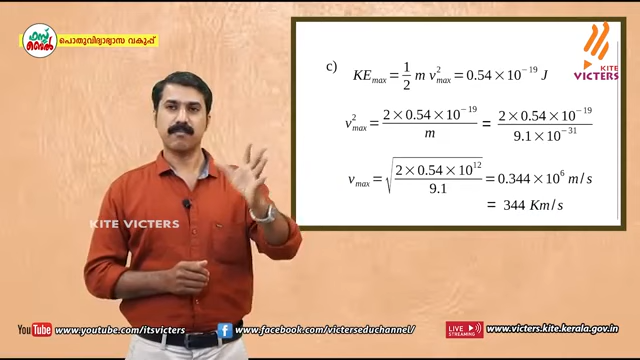 ഫസ്റ്റ് ബെൽ
പൊതുവിദ്യാഭ്യാസ വകുപ്പ്
KITE
VICTERS
c) KE_max = 1/2 m v²_max = 0.54 × 10⁻¹⁹ J
v²_max = 2 × 0.54 × 10⁻¹⁹ / m = 2 × 0.54 × 10⁻¹⁹ / 9.1 × 10⁻³¹
v_max = √(2 × 0.54 × 10¹² / 9.1) = 0.344 × 10⁶ m / s
= 344 Km / s
KITE VICTERS
YouTube www.youtube.com/itsvicters
f www.facebook.com/victerseduchannel/
LIVE STREAMING www.victers.kite.kerala.gov.in